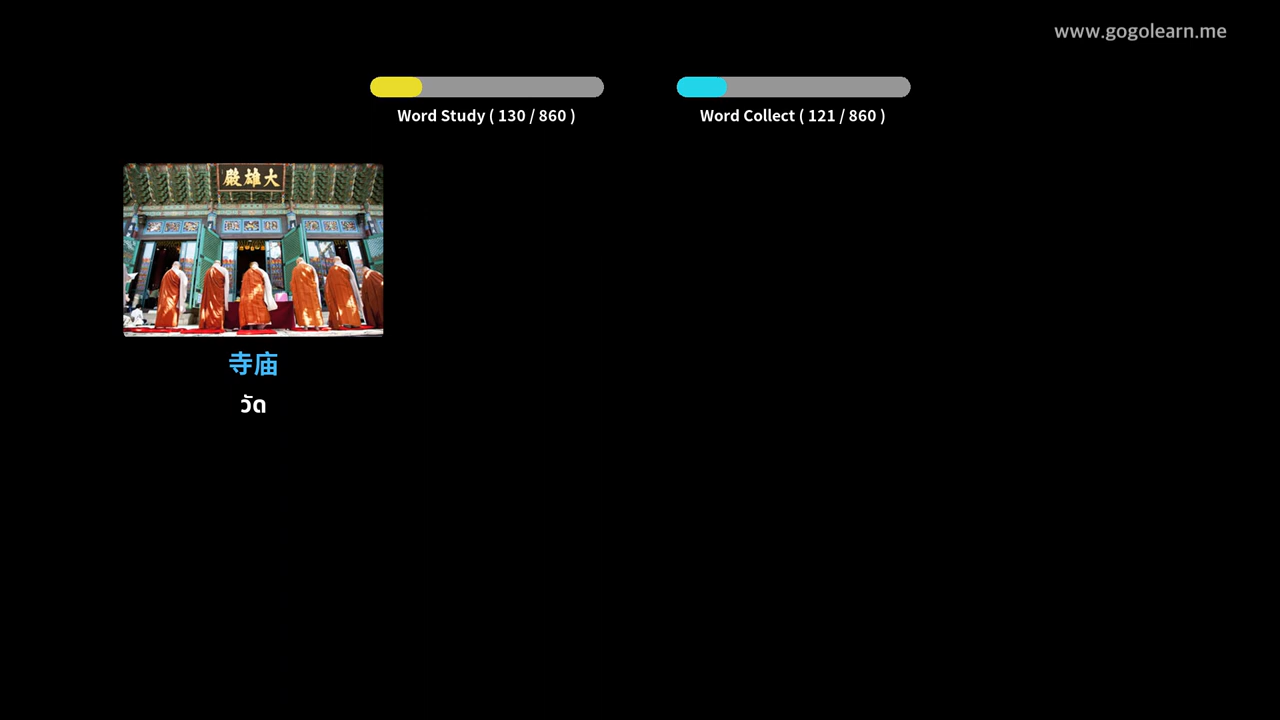 www.gogolearn.me
Word Study ( 130 / 860 )
Word Collect ( 121 / 860 )
殿雄大
寺庙
วัด